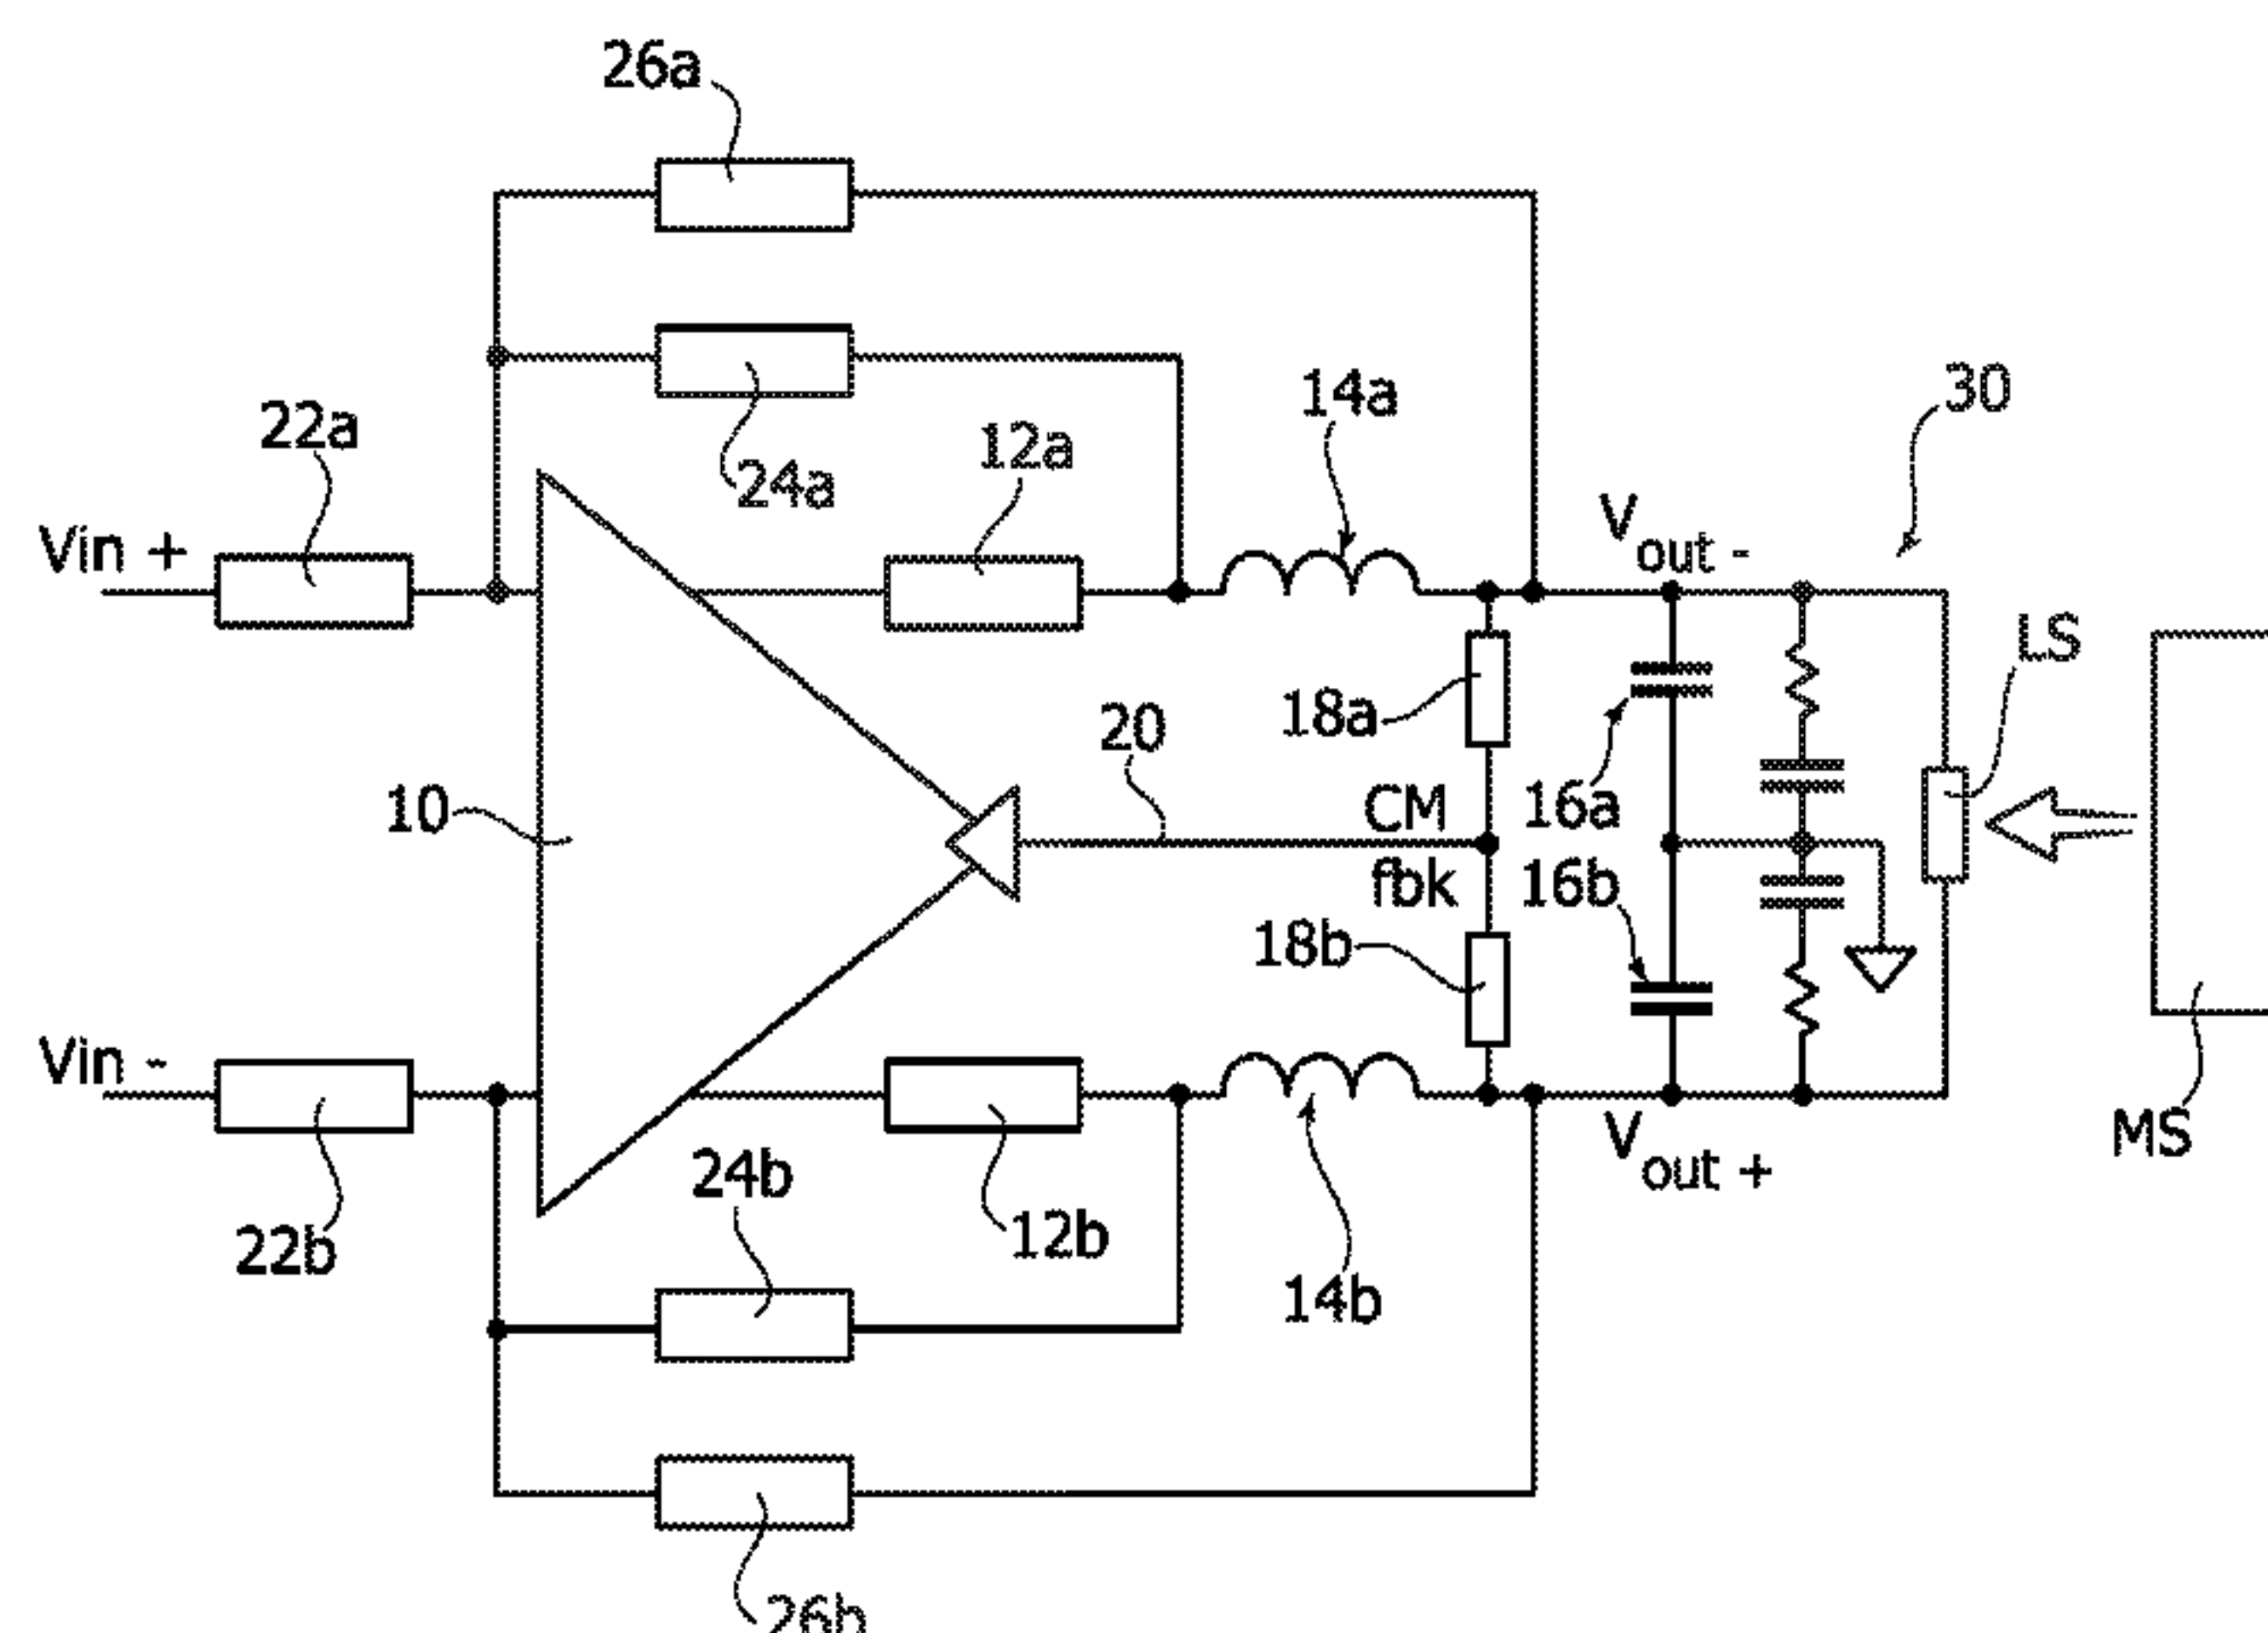 26a
14a
30
22a
12a
24a
Vin +
Vout -
LS
18a
20
10
CM
16a
fbk
16b
18b
Vin -
MS
Vout +
24b
12b
22b
14b
26b